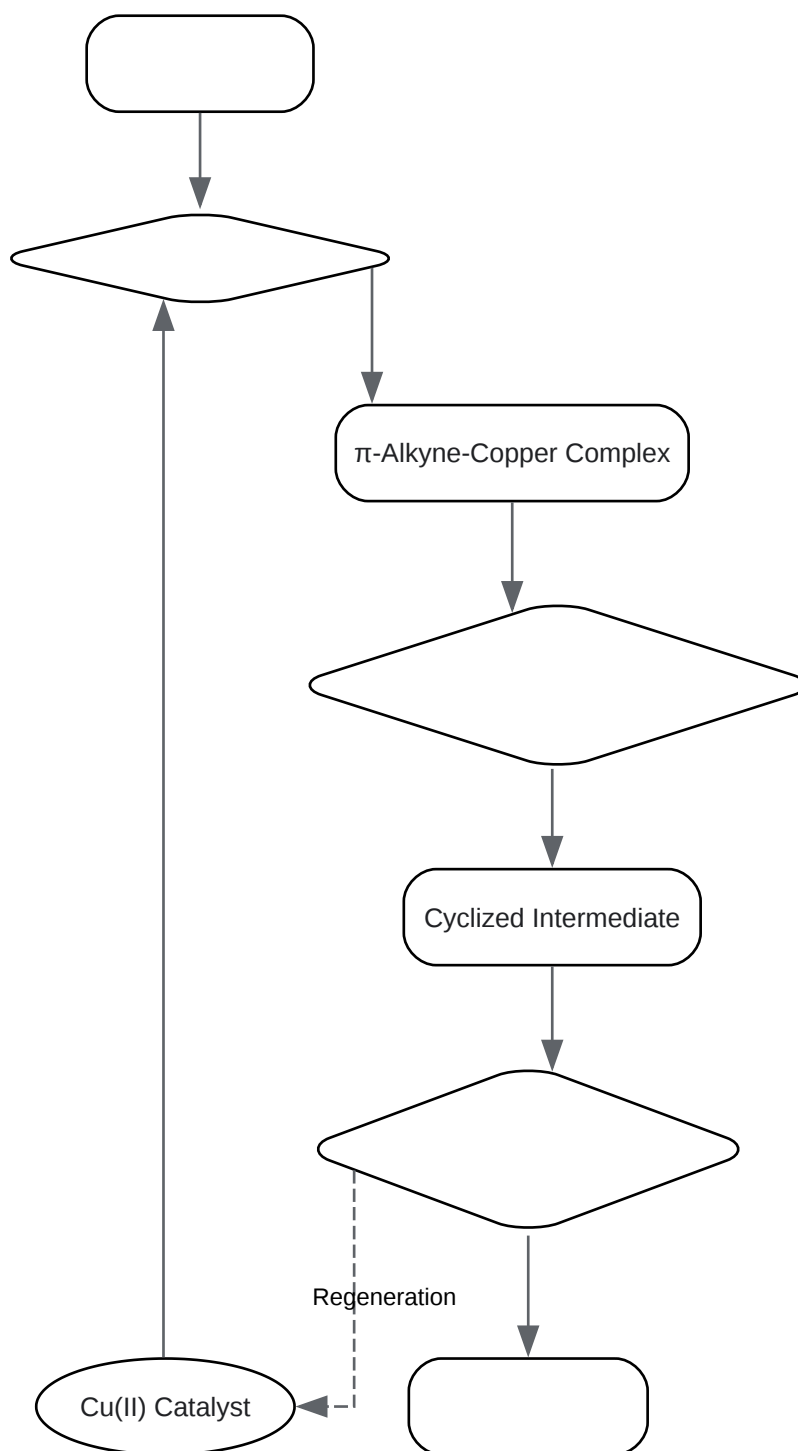 π-Alkyne-Copper Complex
Cyclized Intermediate
Regeneration
Cu(II) Catalyst